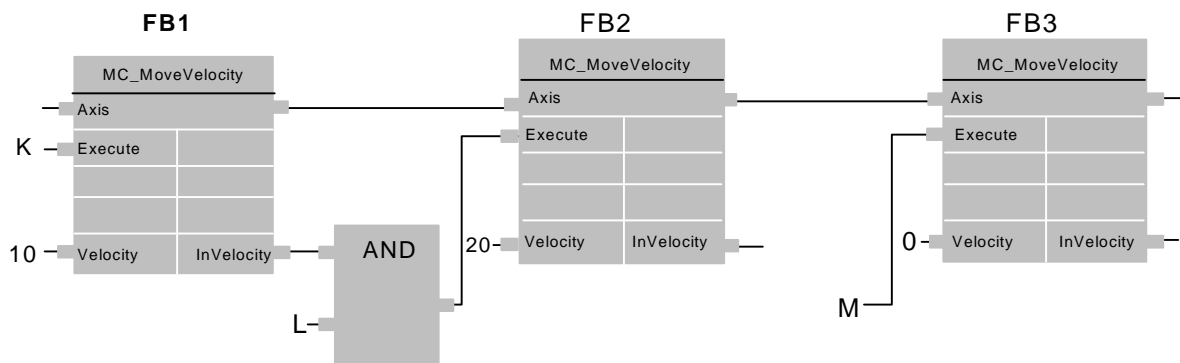 FB1 FB2 FB3
MC_MoveVelocity MC_MoveVelocity MC_MoveVelocity
Axis Axis Axis
K Execute Execute Execute
10 Velocity InVelocity AND 20 Velocity InVelocity 0 Velocity InVelocity
L M